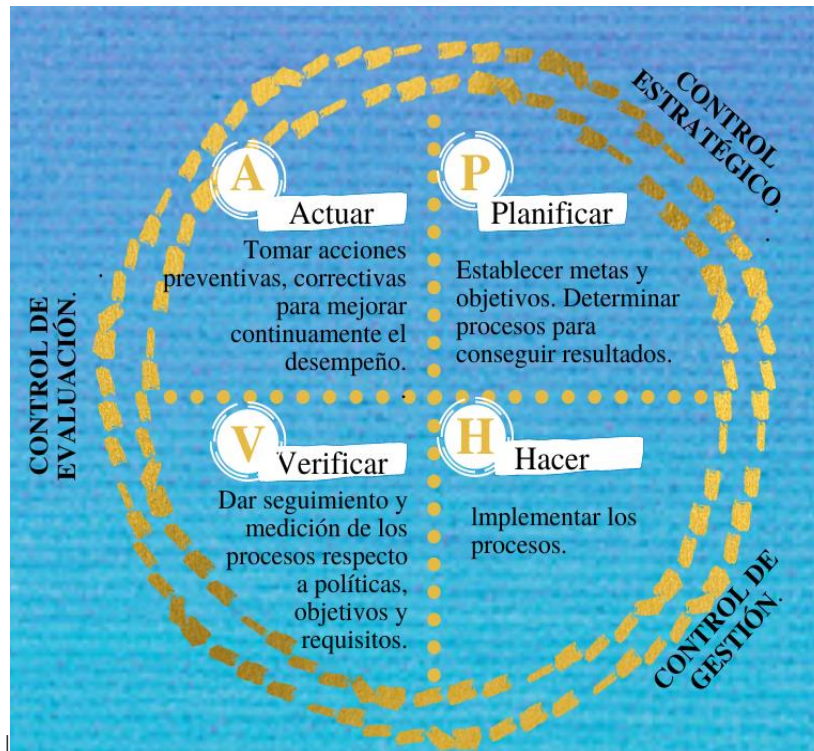 CONTROL
ESTRATÉGICO.
A
Actuar
Tomar acciones
preventivas, correctivas
para mejorar
continuamente el
desempeño.
P
Planificar
Establecer metas y
objetivos. Determinar
procesos para
conseguir resultados.
CONTROL DE
EVALUACIÓN.
V
Verificar
Dar seguimiento y
medición de los
procesos respecto
a políticas,
objetivos y
requisitos.
H
Hacer
Implementar los
procesos.
CONTROL DE
GESTIÓN.